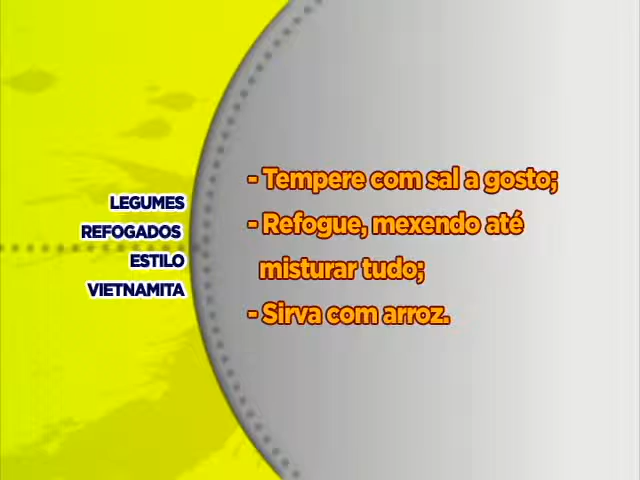 LEGUMES
REFOGADOS
ESTILO
VIETNAMITA
- Tempere com sal a gosto;
- Refogue, mexendo até
misturar tudo;
- Sirva com arroz.